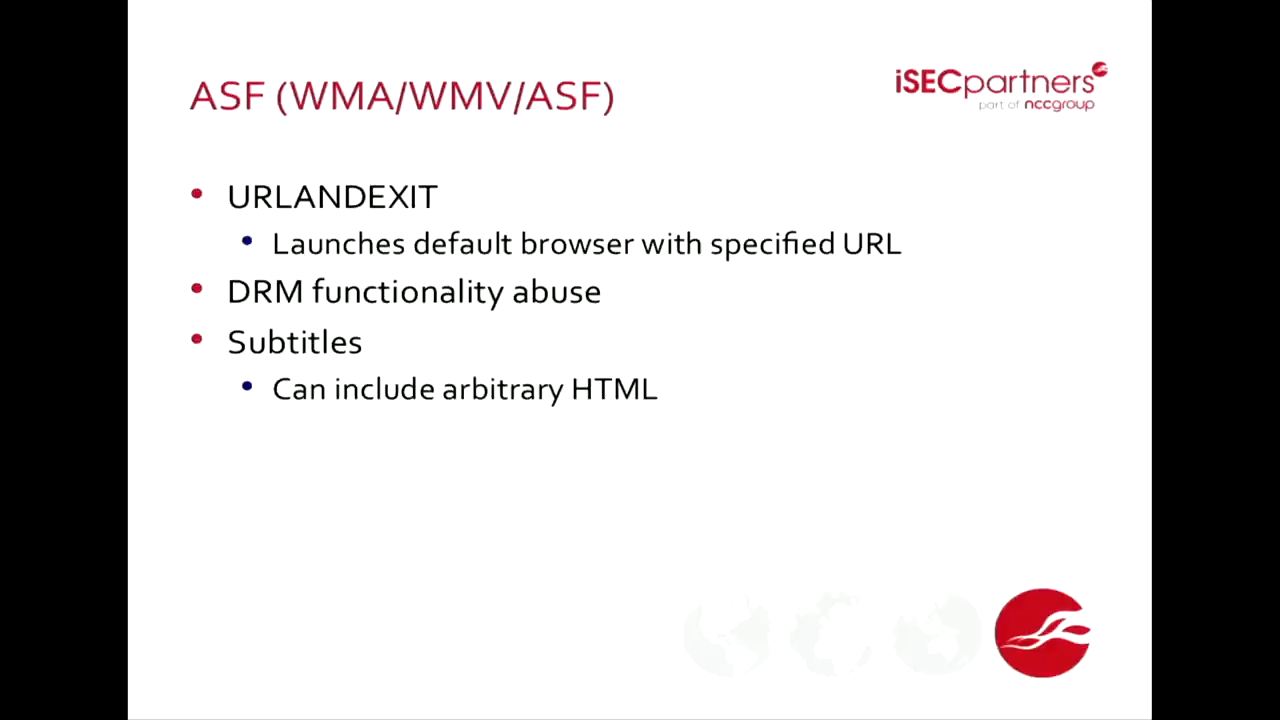 ASF (WMA/WMV/ASF)
iSECpartners
part of nccgroup
• URLANDEXIT
• Launches default browser with specified URL
• DRM functionality abuse
• Subtitles
• Can include arbitrary HTML